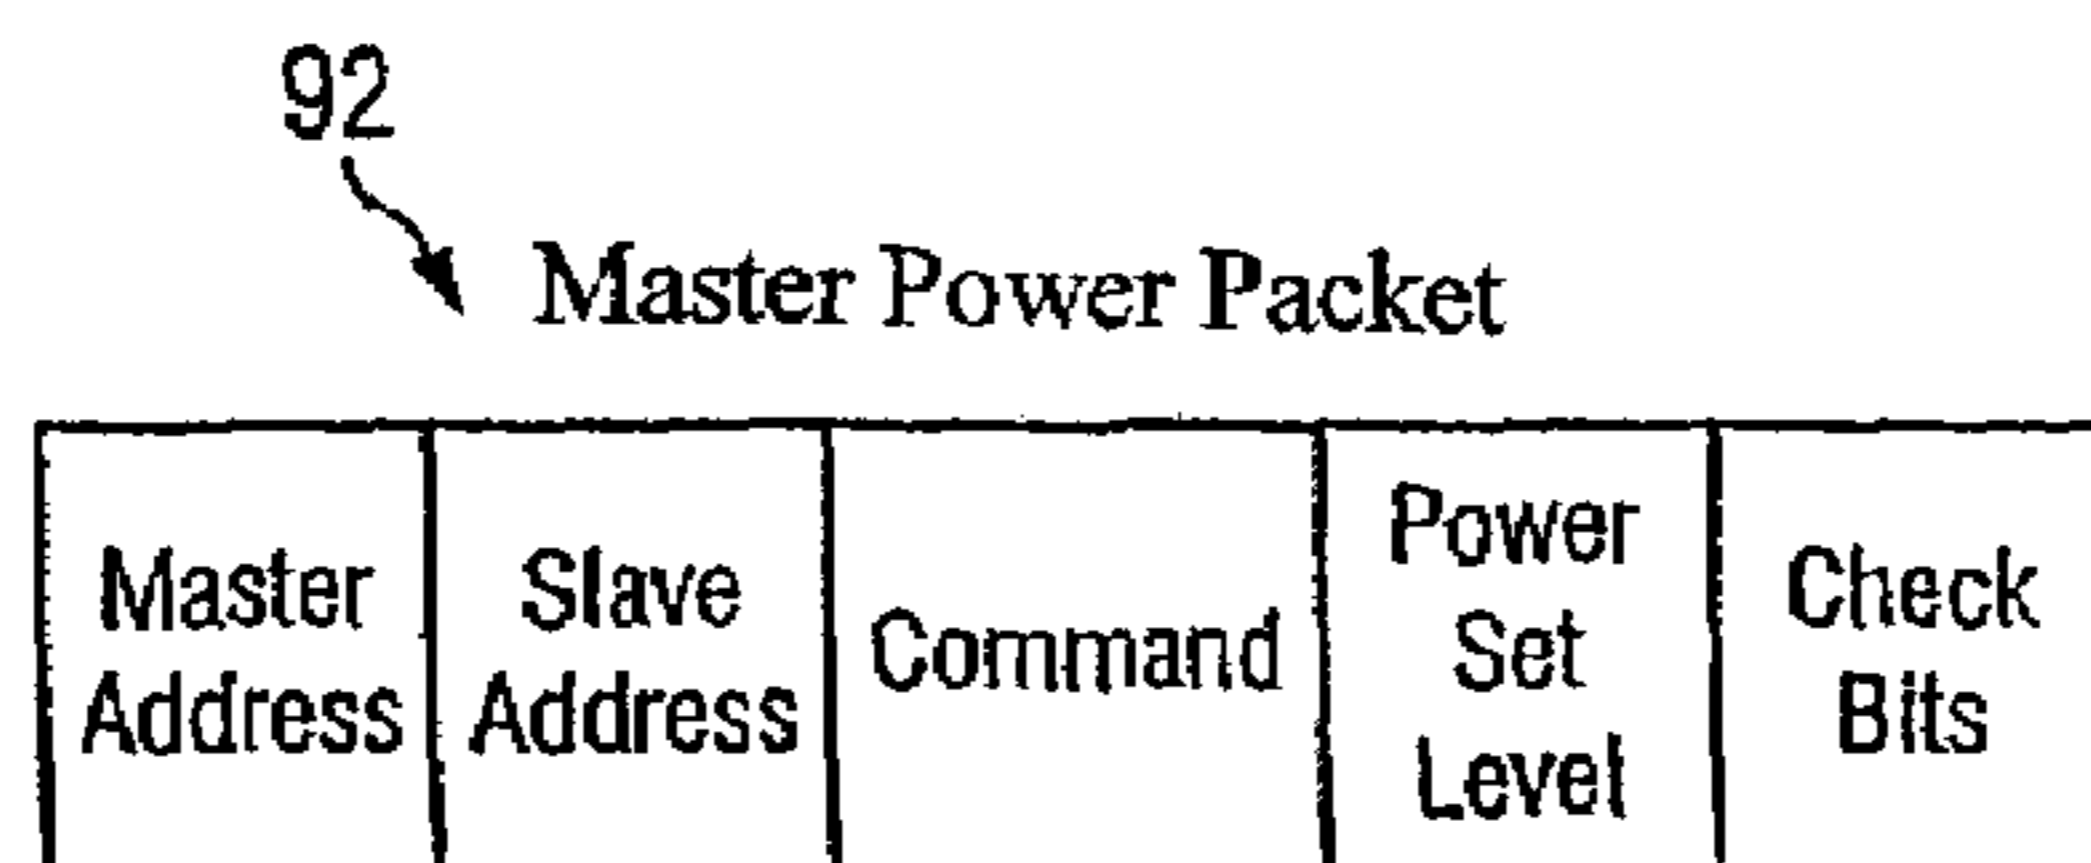 92
Master Power Packet
Master
Address
Slave
Address
Command
Power
Set
Level
Check
Bits